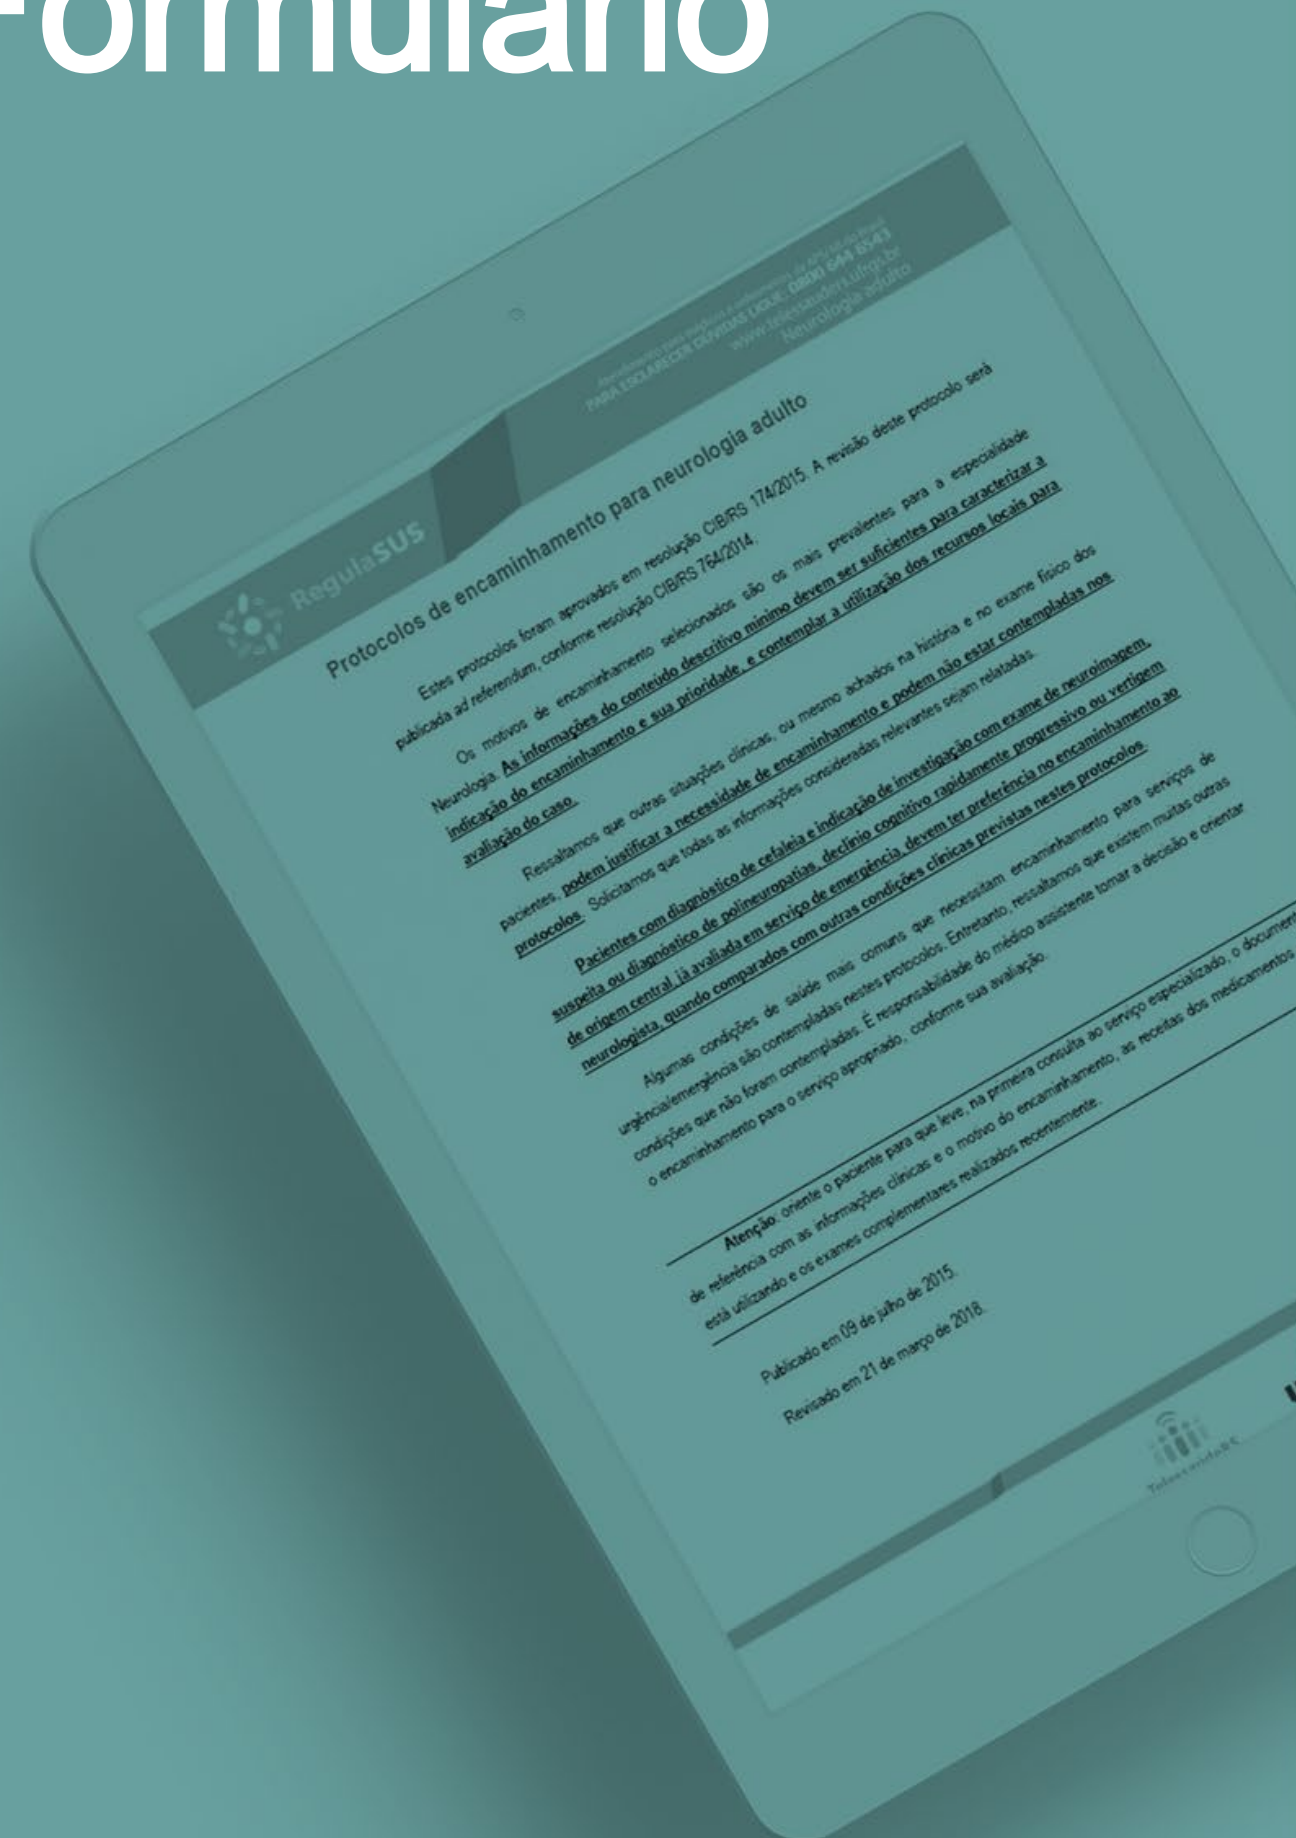 Formulário
RegulaSUS
PARA ESCLARECER DÚVIDAS LIGUE: 0800 644 6543
www.telessauders.ufrgs.br
Neurologia adulto
Protocolos de encaminhamento para neurologia adulto
Estes protocolos foram aprovados em resolução CIB/RS 174/2015. A revisão deste protocolo será
publicada ad referendum, conforme resolução CIB/RS 764/2014.
Os motivos de encaminhamento selecionados são os mais prevalentes para a especialidade
Neurologia. As informações do conteúdo descritivo mínimo devem ser suficientes para caracterizar a
indicação do encaminhamento e sua prioridade, e contemplar a utilização dos recursos locais para
avaliação do caso.
Ressaltamos que outras situações clínicas, ou mesmo achados na história e no exame físico dos
pacientes, podem justificar a necessidade de encaminhamento e podem não estar contempladas nos
protocolos. Solicitamos que todas as informações consideradas relevantes sejam relatadas.
Pacientes com diagnóstico de cefaleia e indicação de investigação com exame de neuroimagem,
suspeita ou diagnóstico de polineuropatias, declínio cognitivo rapidamente progressivo ou vertigem
de origem central, já avaliada em serviço de emergência, devem ter preferência no encaminhamento ao
neurologista, quando comparados com outras condições clínicas previstas nestes protocolos.
Algumas condições de saúde mais comuns que necessitam encaminhamento para serviços de
urgência/emergência são contempladas nestes protocolos. Entretanto, ressaltamos que existem muitas outras
condições que não foram contempladas. É responsabilidade do médico assistente tomar a decisão e orientar
o encaminhamento para o serviço apropriado, conforme sua avaliação.
Atenção: oriente o paciente para que leve, na primeira consulta ao serviço especializado, o document
de referência com as informações clínicas e o motivo do encaminhamento, as receitas dos medicamentos
está utilizando e os exames complementares realizados recentemente.
Publicado em 09 de julho de 2015.
Revisado em 21 de março de 2018.
TelessaúdeRS
U